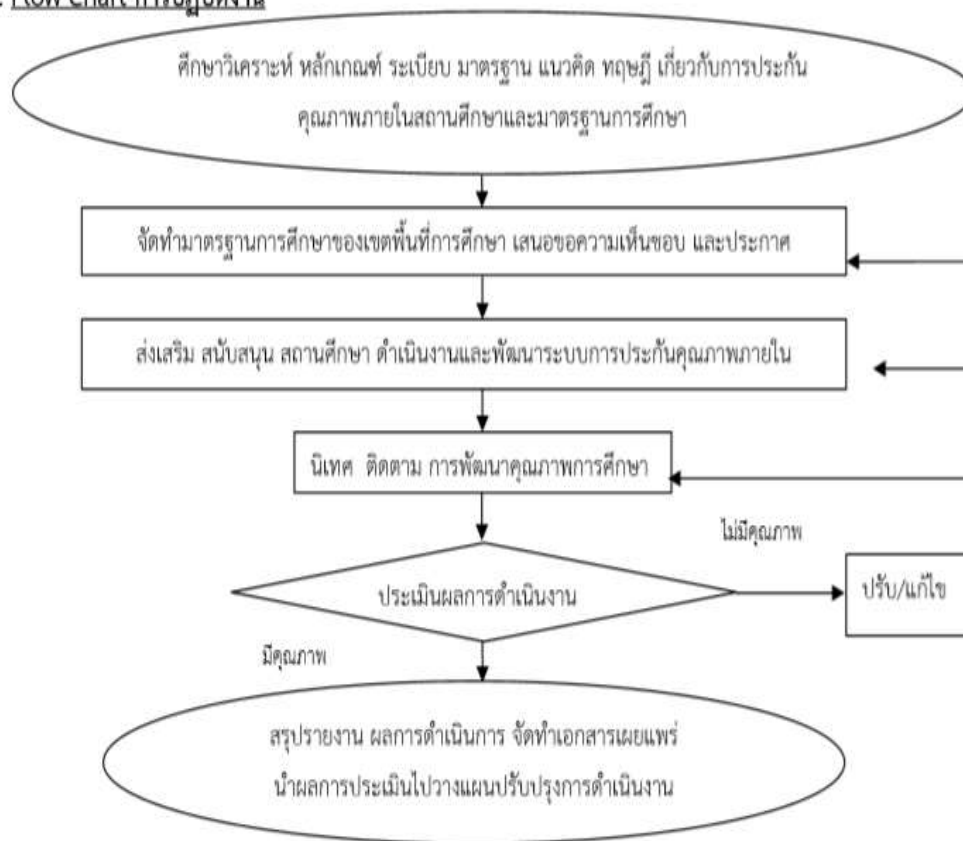 Flow Chart การปฏิบัติงาน
ศึกษาวิเคราะห์ หลักเกณฑ์ ระเบียบ มาตรฐาน แนวคิด ทฤษฎี เกี่ยวกับการประกัน
คุณภาพภายในสถานศึกษาและมาตรฐานการศึกษา
จัดทำมาตรฐานการศึกษาของเขตพื้นที่การศึกษา เสนอขอความเห็นชอบ และประกาศ
ส่งเสริม สนับสนุน สถานศึกษา ดำเนินงานและพัฒนาระบบการประกันคุณภาพภายใน
นิเทศ ติดตาม การพัฒนาคุณภาพการศึกษา
ไม่มีคุณภาพ
ประเมินผลการดำเนินงาน
ปรับ/แก้ไข
มีคุณภาพ
สรุปรายงาน ผลการดำเนินการ จัดทำเอกสารเผยแพร่
นำผลการประเมินไปวางแผนปรับปรุงการดำเนินงาน